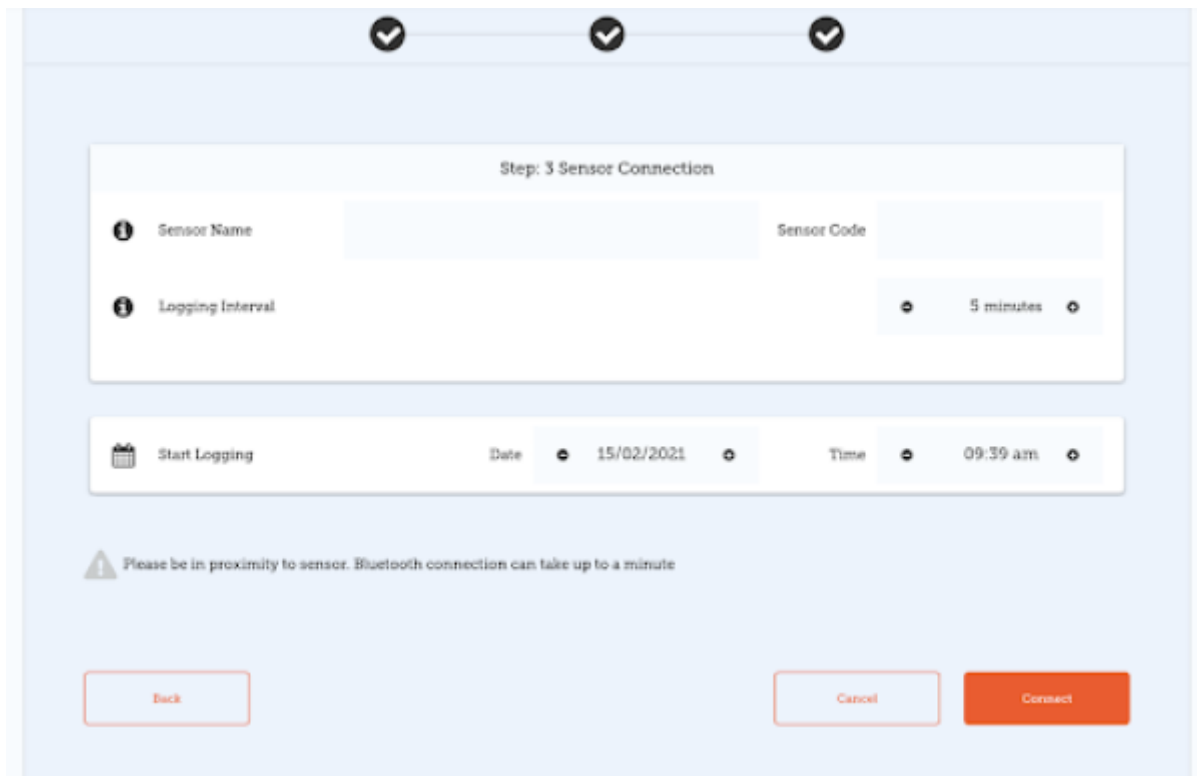 Step: 3 Sensor Connection
Sensor Name Sensor Code
Logging Interval 5 minutes
Start Logging Date 15/02/2021 Time 09:39 am
Please be in proximity to sensor. Bluetooth connection can take up to a minute
Back Cancel Connect